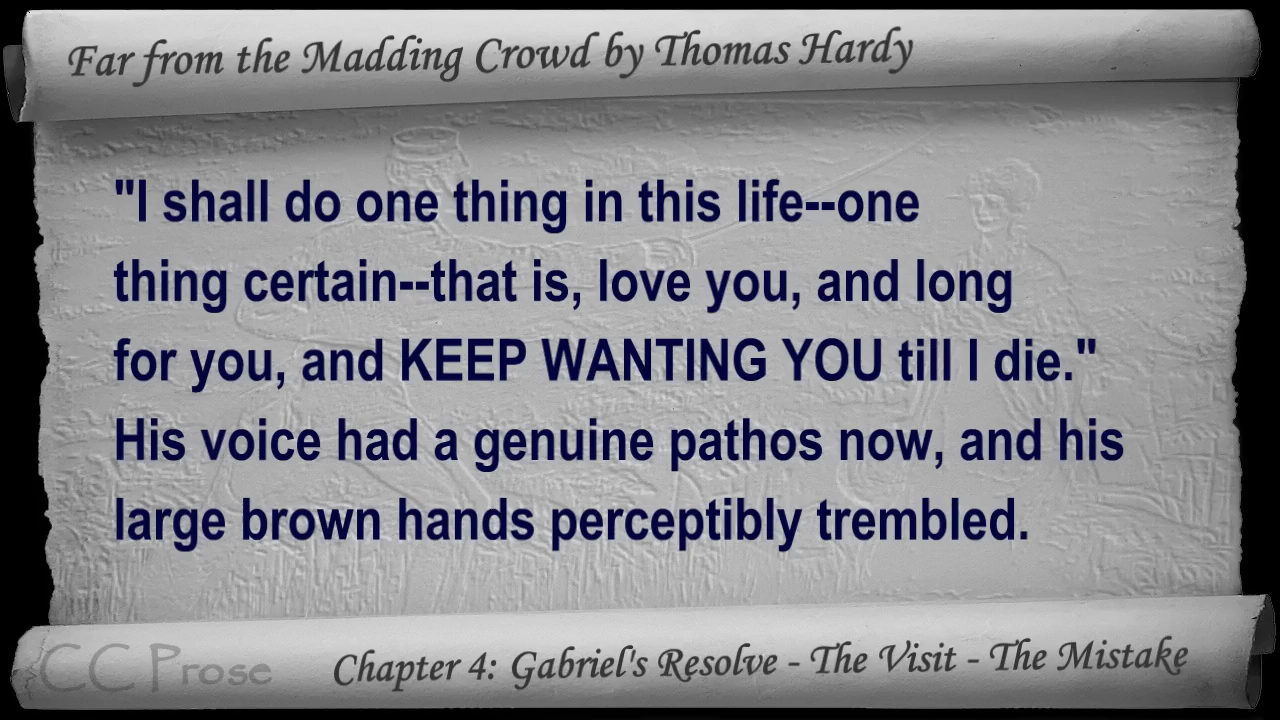 Far from the Madding Crowd by Thomas Hardy
"I shall do one thing in this life--one
thing certain--that is, love you, and long
for you, and KEEP WANTING YOU till I die."
His voice had a genuine pathos now, and his
large brown hands perceptibly trembled.
CC Prose
Chapter 4: Gabriel's Resolve - The Visit - The Mistake